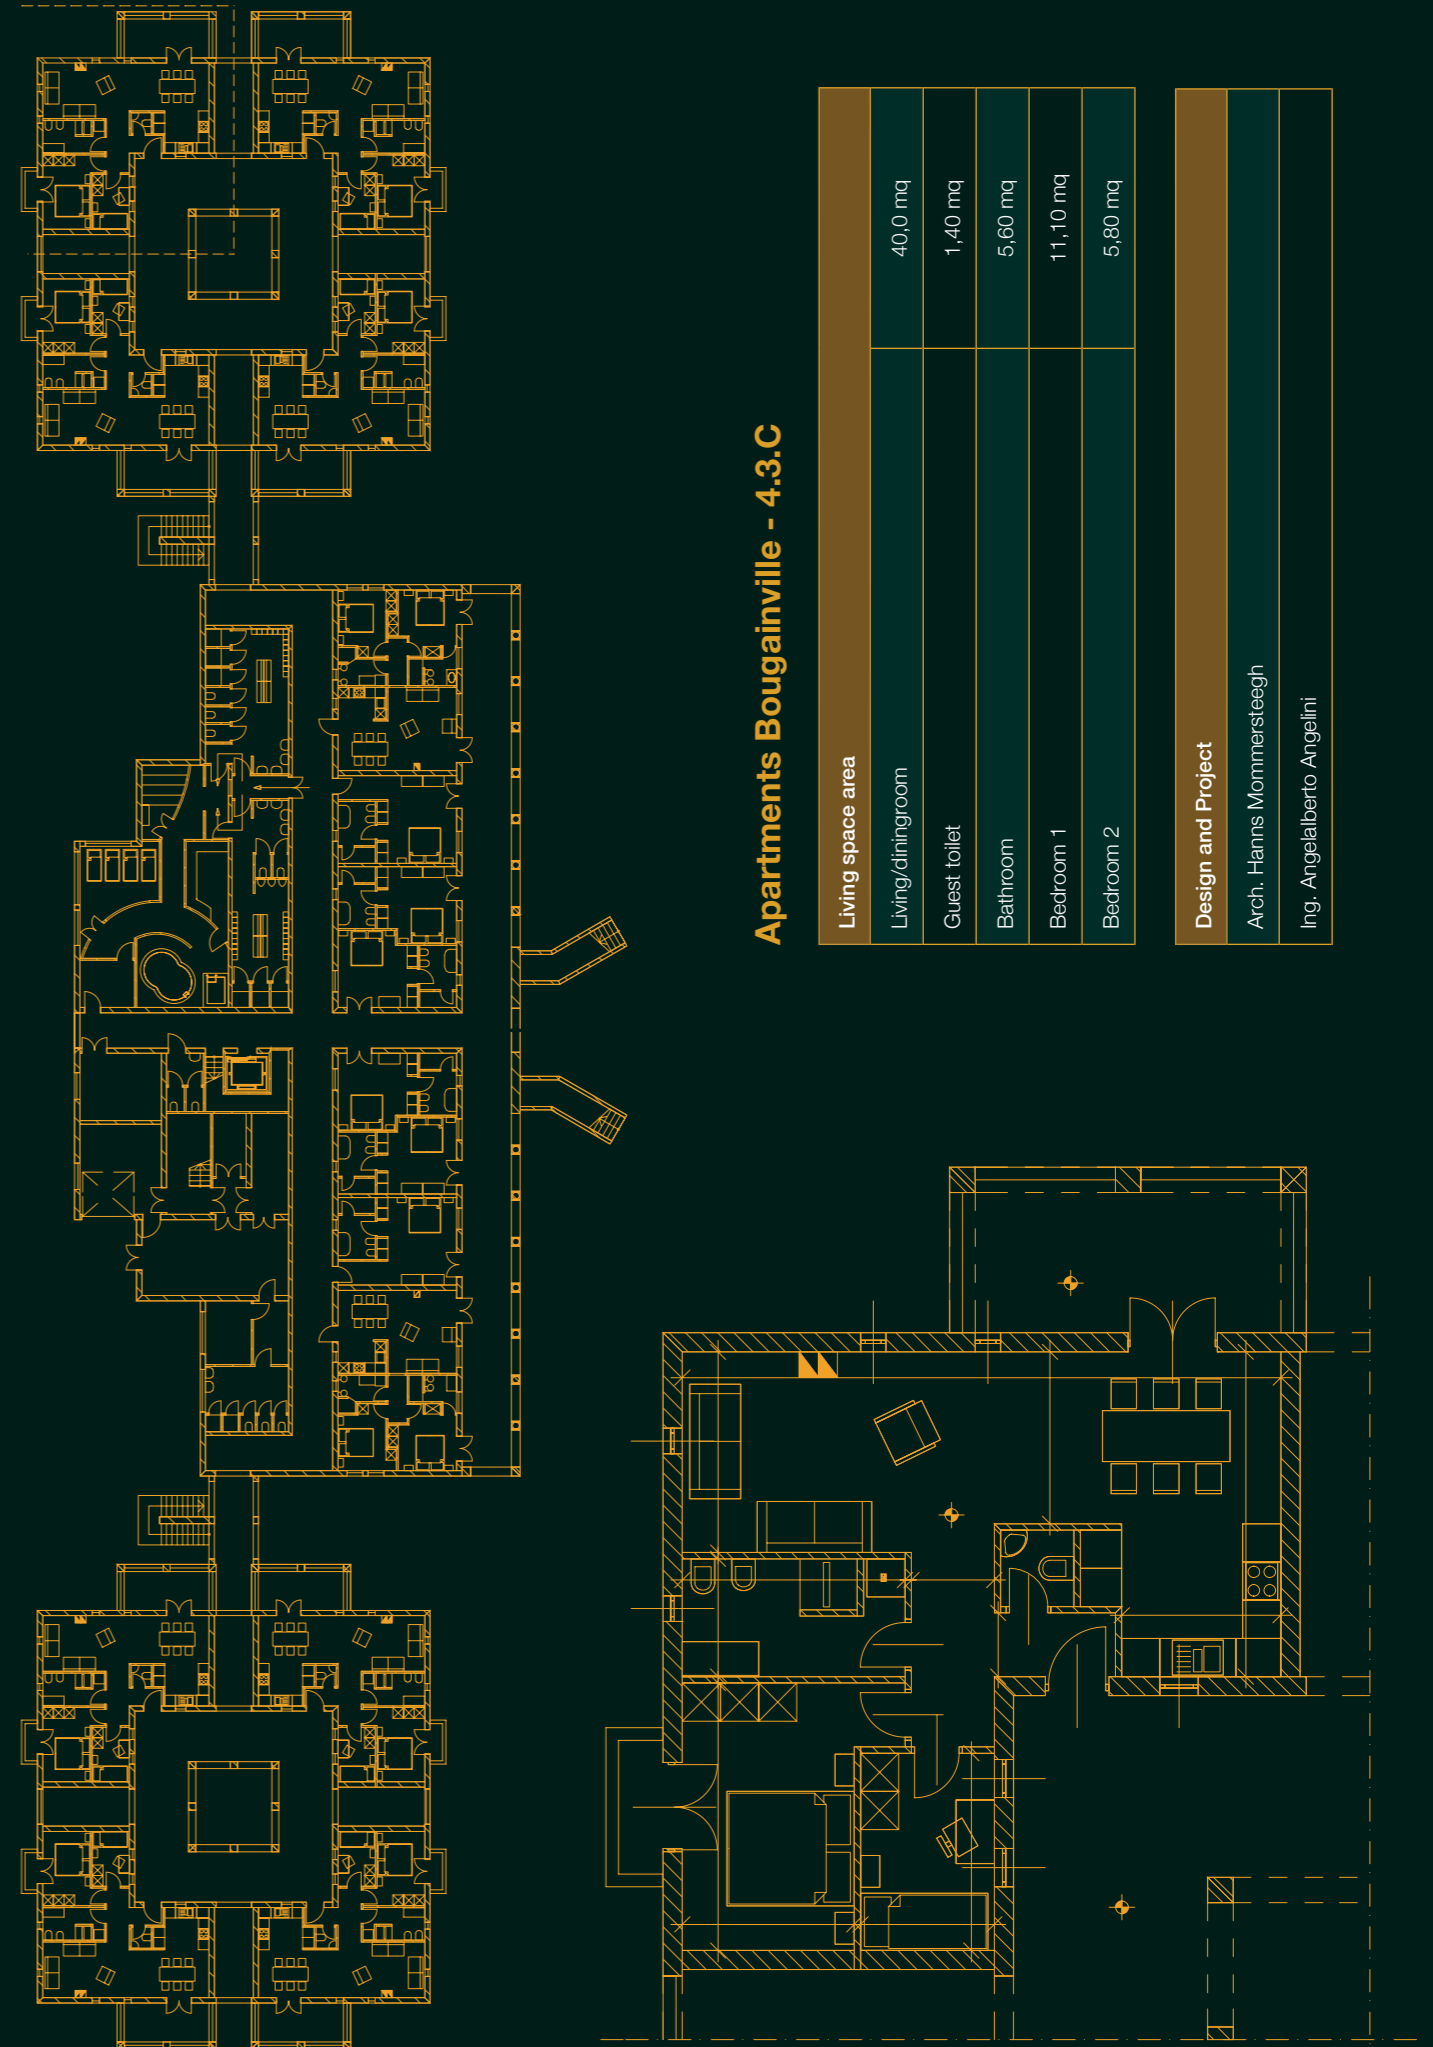 Apartments Bougainville - 4.3.C
Living space area
Living/diningroom 40,0 mq
Guest toilet 1,40 mq
Bathroom 5,60 mq
Bedroom 1 11,10 mq
Bedroom 2 5,80 mq
Design and Project
Arch. Hanns Mommersteegh
Ing. Angelalberto Angelini